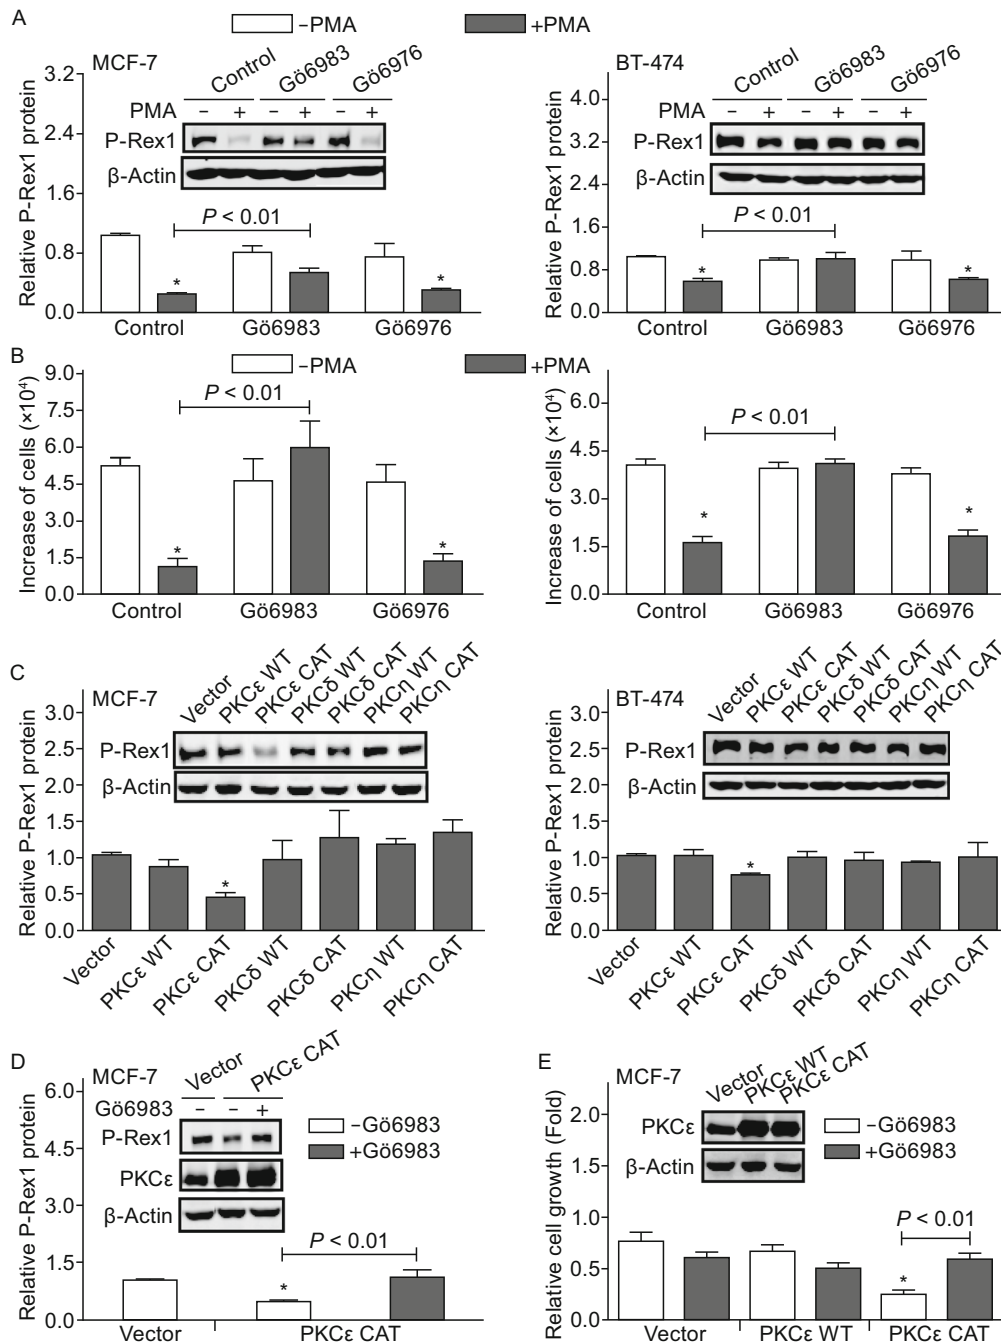 A
−PMA
+PMA
MCF-7
Control
Gö6983
Gö6976
PMA
− + − + − +
P-Rex1
β-Actin
Relative P-Rex1 protein
3.2
2.4
1.6
0.8
0.0
P < 0.01
*
*
Control
Gö6983
Gö6976
BT-474
Control
Gö6983
Gö6976
PMA
− + − + − +
P-Rex1
β-Actin
Relative P-Rex1 protein
4.0
3.2
2.4
1.6
0.8
0.0
P < 0.01
*
*
Control
Gö6983
Gö6976
B
−PMA
+PMA
Increase of cells (×10⁴)
9.0
7.5
6.0
4.5
3.0
1.5
0.0
P < 0.01
*
*
Control
Gö6983
Gö6976
Increase of cells (×10⁴)
6.0
4.5
3.0
1.5
0.0
P < 0.01
*
*
Control
Gö6983
Gö6976
C
MCF-7
Vector
PKCε WT
PKCε CAT
PKCδ WT
PKCδ CAT
PKCη WT
PKCη CAT
P-Rex1
β-Actin
Relative P-Rex1 protein
3.0
2.5
2.0
1.5
1.0
0.5
0.0
*
Vector
PKCε WT
PKCε CAT
PKCδ WT
PKCδ CAT
PKCη WT
PKCη CAT
BT-474
Vector
PKCε WT
PKCε CAT
PKCδ WT
PKCδ CAT
PKCη WT
PKCη CAT
P-Rex1
β-Actin
Relative P-Rex1 protein
3.0
2.5
2.0
1.5
1.0
0.5
0.0
*
Vector
PKCε WT
PKCε CAT
PKCδ WT
PKCδ CAT
PKCη WT
PKCη CAT
D
MCF-7
Vector
PKCε CAT
Gö6983
− − +
P-Rex1
PKCε
β-Actin
−Gö6983
+Gö6983
Relative P-Rex1 protein
6.0
4.5
3.0
1.5
0.0
P < 0.01
*
Vector
PKCε CAT
E
MCF-7
Vector
PKCε WT
PKCε CAT
PKCε
β-Actin
−Gö6983
+Gö6983
Relative cell growth (Fold)
2.0
1.5
1.0
0.5
0.0
P < 0.01
*
Vector
PKCε WT
PKCε CAT